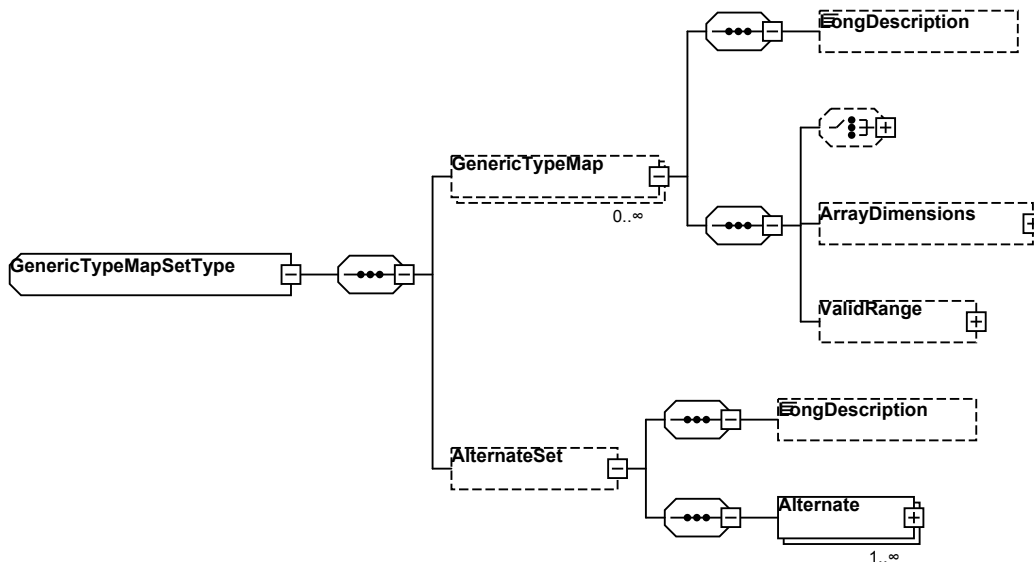 LongDescription
GenericTypeMap
0..∞
ArrayDimensions
GenericTypeMapSetType
ValidRange
LongDescription
AlternateSet
Alternate
1..∞